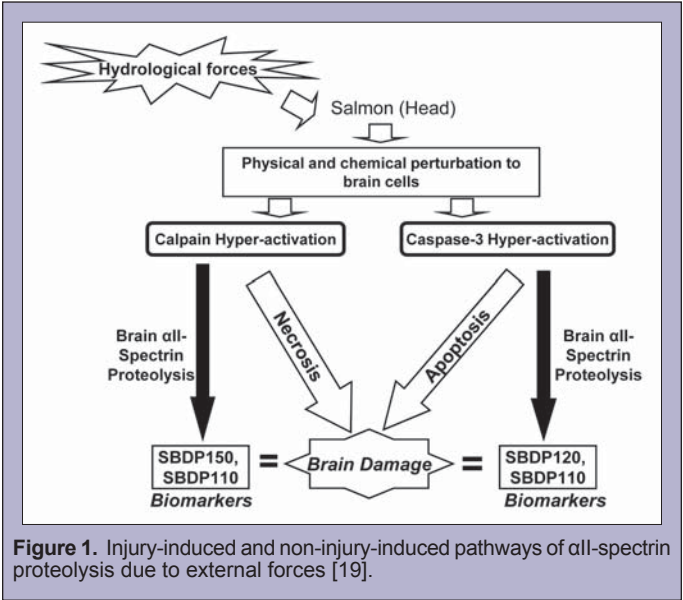 Hydrological forces
Salmon (Head)
Physical and chemical perturbation to
brain cells
Calpain Hyper-activation
Caspase-3 Hyper-activation
Brain αII-
Spectrin
Proteolysis
Necrosis
Apoptosis
Brain αII-
Spectrin
Proteolysis
SBDP150,
SBDP110
=
Brain Damage
=
SBDP120,
SBDP110
Biomarkers
Biomarkers
Figure 1. Injury-induced and non-injury-induced pathways of αII-spectrin
proteolysis due to external forces [19].